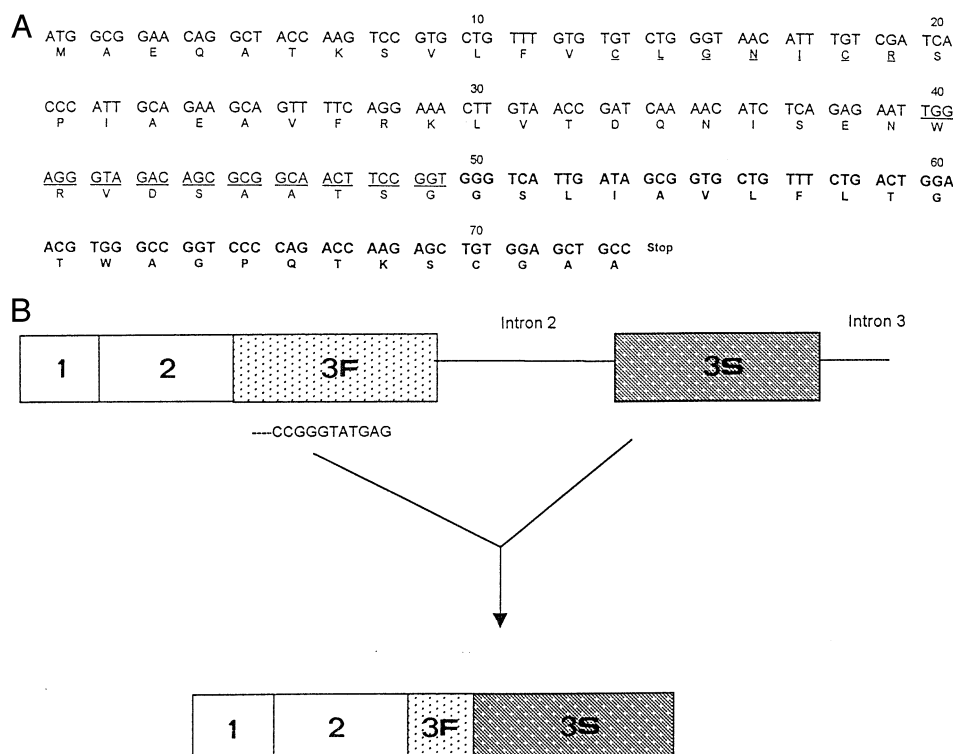 A
10 20
ATG GCG GAA CAG GCT ACC AAG TCC GTG CTG TTT GTG TGT CTG GGT AAC ATT TGT CGA TCA
M A E Q A T K S V L F V C L G N I C R S
30 40
CCC ATT GCA GAA GCA GTT TTC AGG AAA CTT GTA ACC GAT CAA AAC ATC TCA GAG AAT TGG
P I A E A V F R K L V T D Q N I S E N W
50 60
AGG GTA GAC AGC GCG GCA ACT TCC GGT GGG TCA TTG ATA GCG GTG CTG TTT CTG ACT GGA
R V D S A A T S G G S L I A V L F L T G
70
ACG TGG GCC GGT CCC CAG ACC AAG AGC TGT GGA GCT GCC Stop
T W A G P Q T K S C G A A
B
Intron 2 Intron 3
1 2 3F 3S
----CCGGGTATGAG
1 2 3F 3S